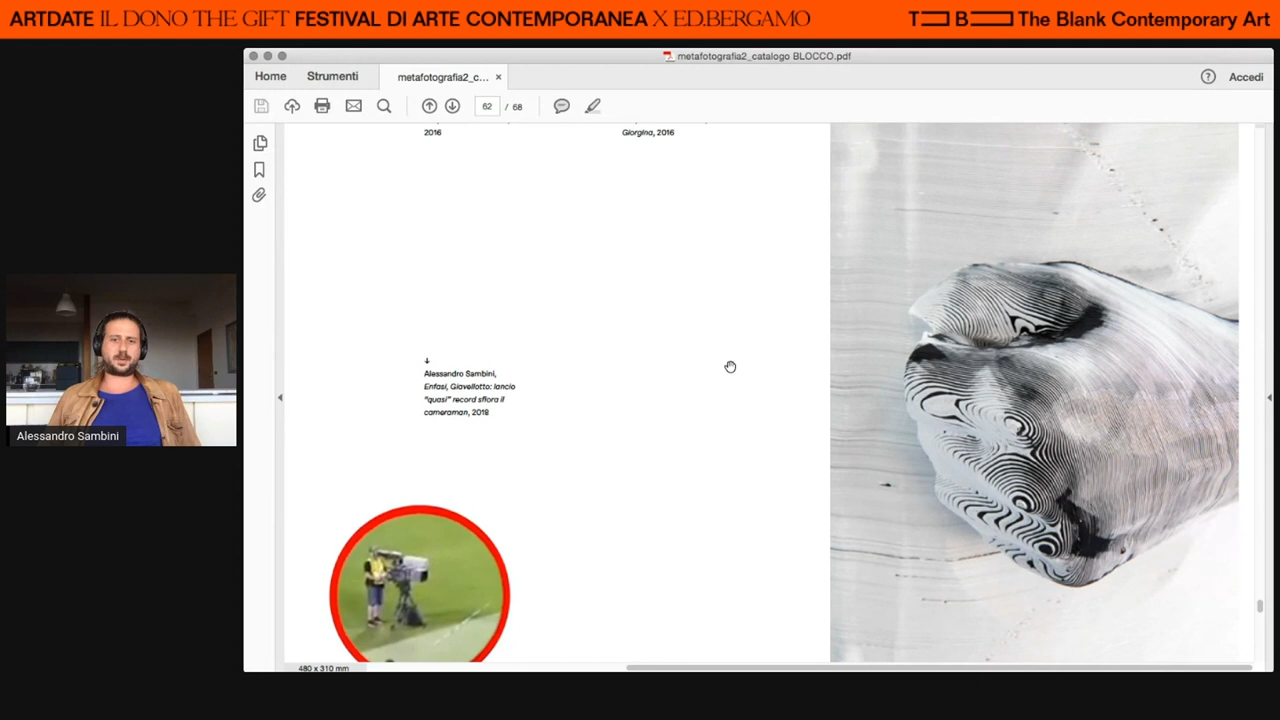 ARTDATE IL DONO THE GIFT FESTIVAL DI ARTE CONTEMPORANEA X ED.BERGAMO
T B The Blank Contemporary Art
metafotografia2_catalogo BLOCCO.pdf
Home Strumenti metafotografia2_c... × ? Accedi
62 / 68
2016
Giorgina, 2016
↓
Alessandro Sambini,
Enfasi, Giavellotto: lancio
"quasi" record sfiora il
cameraman, 2018
Alessandro Sambini
480 x 310 mm